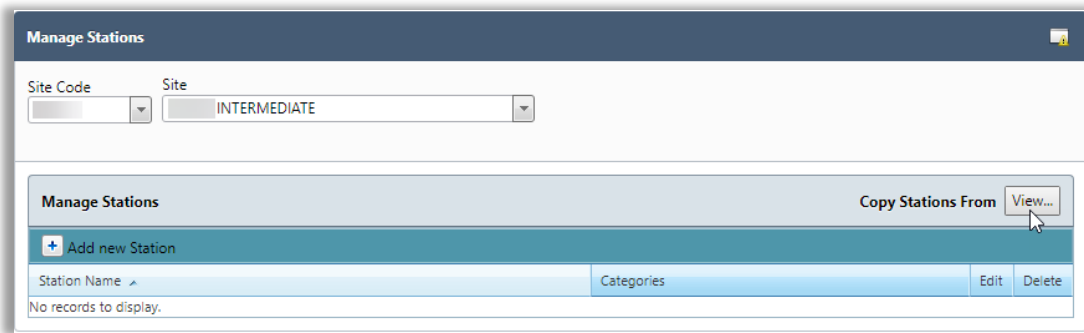 Manage Stations
Site Code Site
INTERMEDIATE
Manage Stations Copy Stations From View...
Add new Station
Station Name Categories Edit Delete
No records to display.